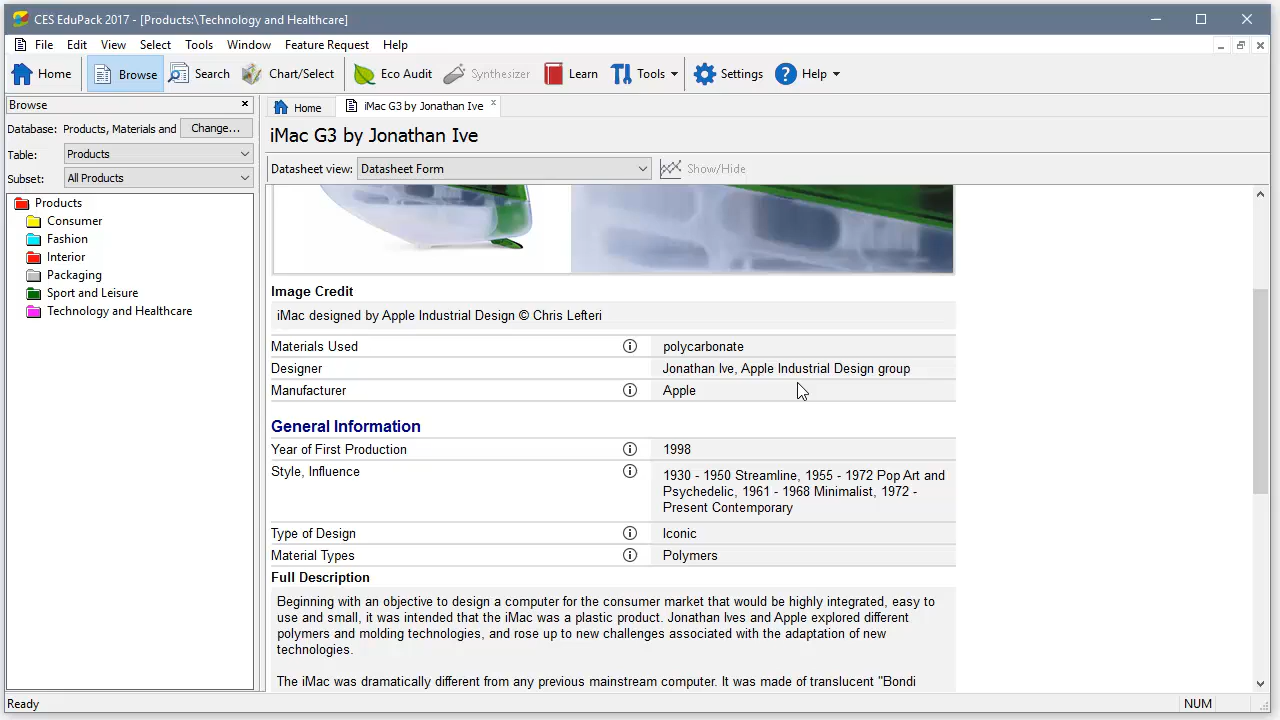 CES EduPack 2017 - [Products:\Technology and Healthcare]
File Edit View Select Tools Window Feature Request Help
Home Browse Search Chart/Select Eco Audit Synthesizer Learn Tools Settings Help
Browse
Home iMac G3 by Jonathan Ive
Database: Products, Materials and Change...
Table: Products
Subset: All Products
Products
Consumer
Fashion
Interior
Packaging
Sport and Leisure
Technology and Healthcare
iMac G3 by Jonathan Ive
Datasheet view: Datasheet Form Show/Hide
Image Credit
iMac designed by Apple Industrial Design © Chris Lefteri
Materials Used polycarbonate
Designer Jonathan Ive, Apple Industrial Design group
Manufacturer Apple
General Information
Year of First Production 1998
Style, Influence 1930 - 1950 Streamline, 1955 - 1972 Pop Art and
Psychedelic, 1961 - 1968 Minimalist, 1972 -
Present Contemporary
Type of Design Iconic
Material Types Polymers
Full Description
Beginning with an objective to design a computer for the consumer market that would be highly integrated, easy to
use and small, it was intended that the iMac was a plastic product. Jonathan Ives and Apple explored different
polymers and molding technologies, and rose up to new challenges associated with the adaptation of new
technologies.
The iMac was dramatically different from any previous mainstream computer. It was made of translucent "Bondi
Ready NUM